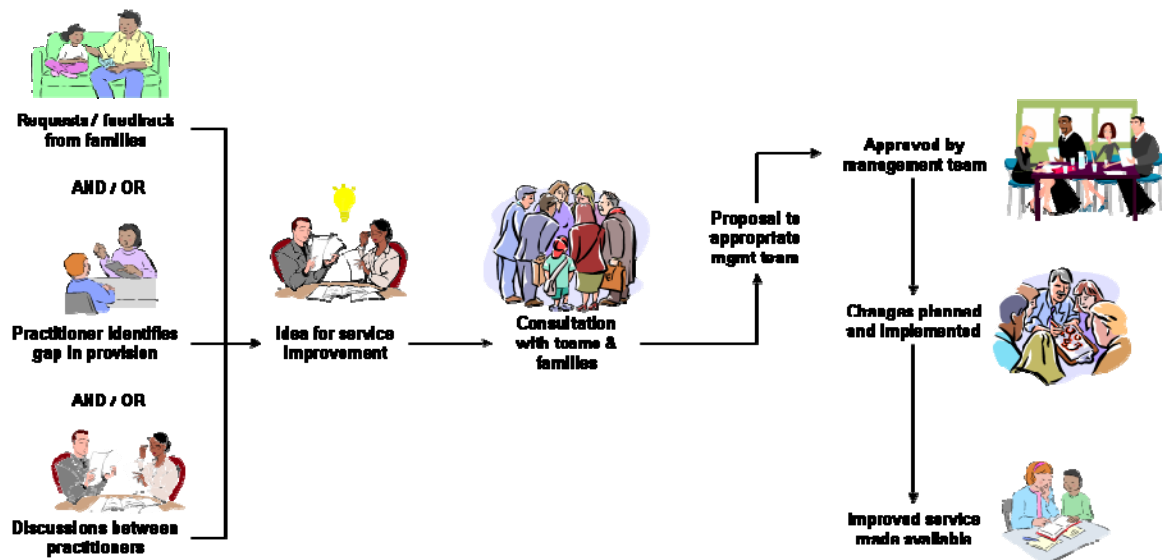 Requests / feedback
from families
AND / OR
Practitioner identifies
gap in provision
AND / OR
Discussions between
practitioners
Idea for service
improvement
Consultation
with teams &
families
Proposal to
appropriate
mgmt team
Approved by
management team
Changes planned
and implemented
Improved service
made available